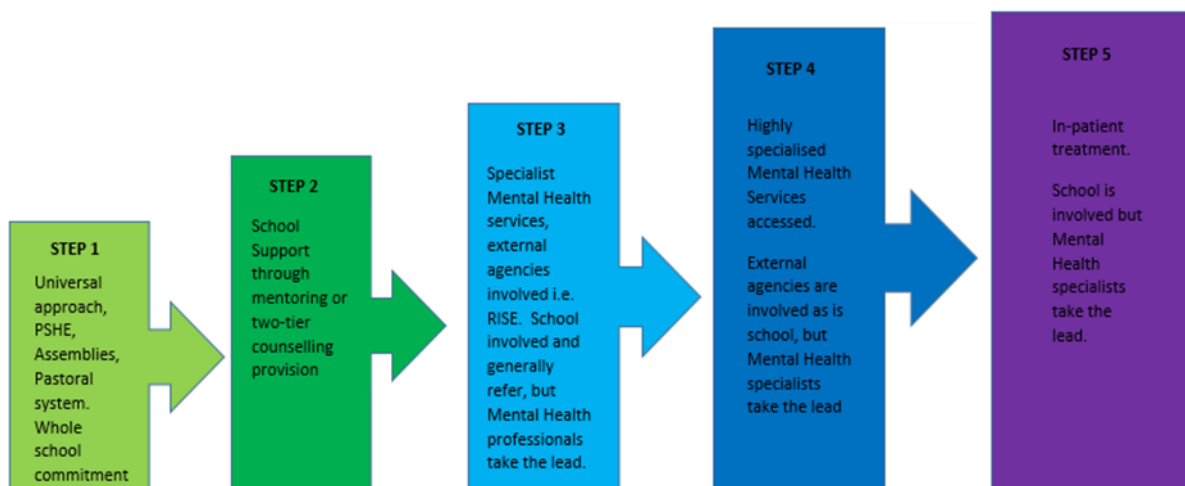 STEP 1
Universal
approach,
PSHE,
Assemblies,
Pastoral
system.
Whole
school
commitment
STEP 2
School
Support
through
mentoring or
two-tier
counselling
provision
STEP 3
Specialist
Mental Health
services,
external
agencies
involved i.e.
RISE. School
involved and
generally
refer, but
Mental Health
professionals
take the lead.
STEP 4
Highly
specialised
Mental Health
Services
accessed.
External
agencies are
involved as is
school, but
Mental Health
specialists
take the lead
STEP 5
In-patient
treatment.
School is
involved but
Mental
Health
specialists
take the
lead.